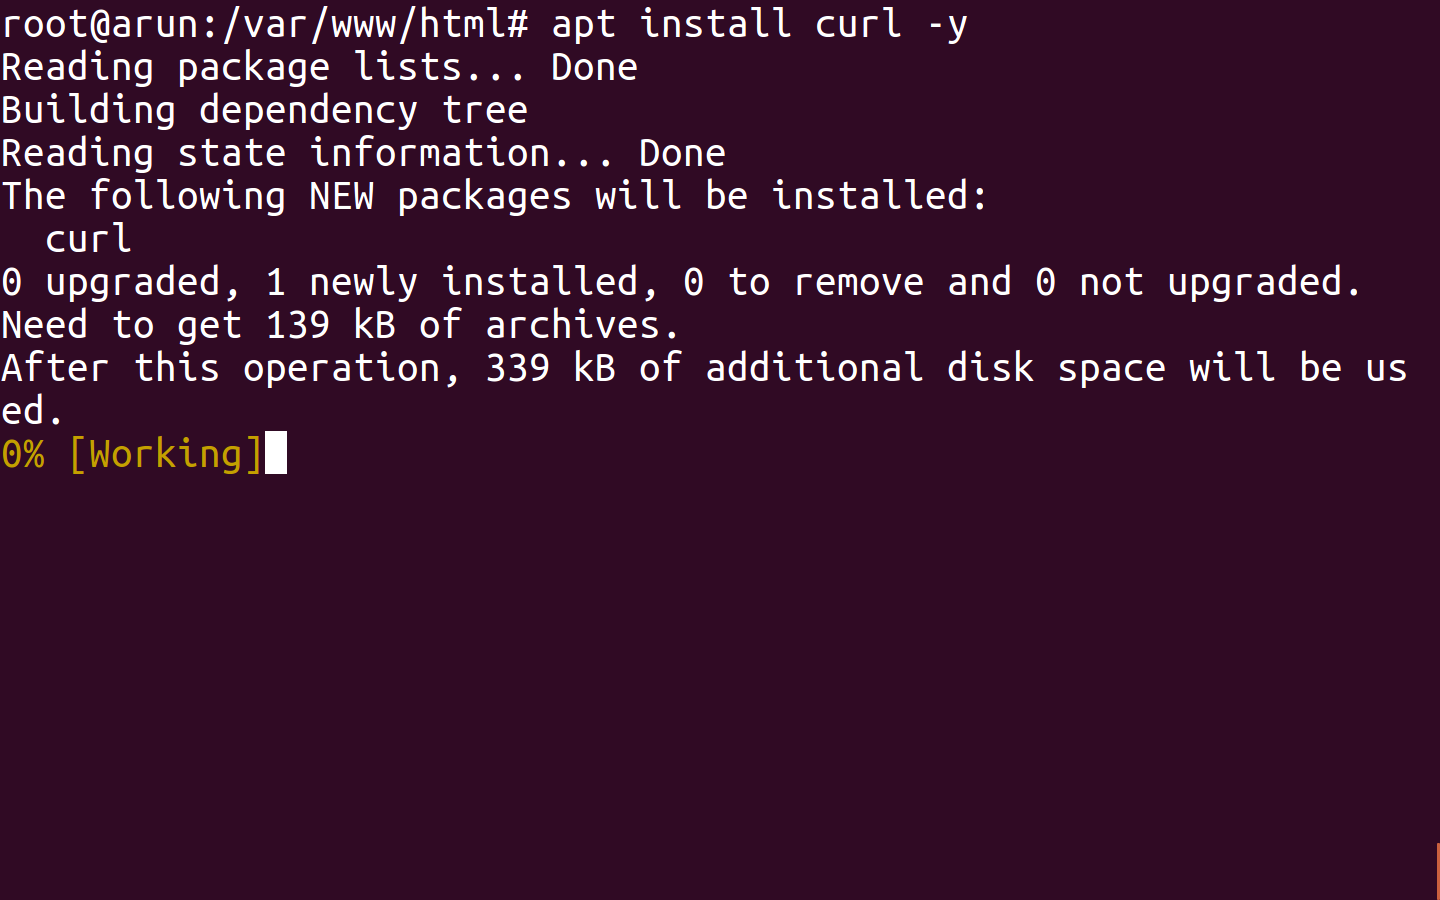 root@arun:/var/www/html# apt install curl -y
Reading package lists... Done
Building dependency tree
Reading state information... Done
The following NEW packages will be installed:
  curl
0 upgraded, 1 newly installed, 0 to remove and 0 not upgraded.
Need to get 139 kB of archives.
After this operation, 339 kB of additional disk space will be us
ed.
0% [Working]